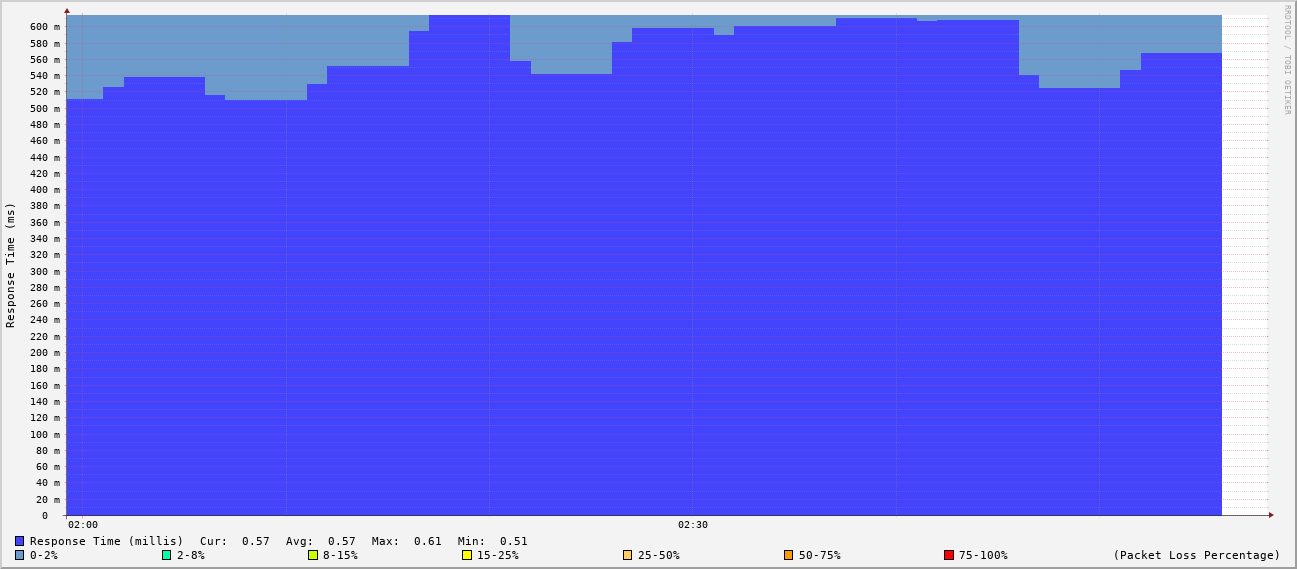 RRDTOOL / TOBI OETIKER
Response Time (ms)
600 m
580 m
560 m
540 m
520 m
500 m
480 m
460 m
440 m
420 m
400 m
380 m
360 m
340 m
320 m
300 m
280 m
260 m
240 m
220 m
200 m
180 m
160 m
140 m
120 m
100 m
80 m
60 m
40 m
20 m
0
02:00 02:30
Response Time (millis) Cur: 0.57 Avg: 0.57 Max: 0.61 Min: 0.51
0-2% 2-8% 8-15% 15-25% 25-50% 50-75% 75-100% (Packet Loss Percentage)